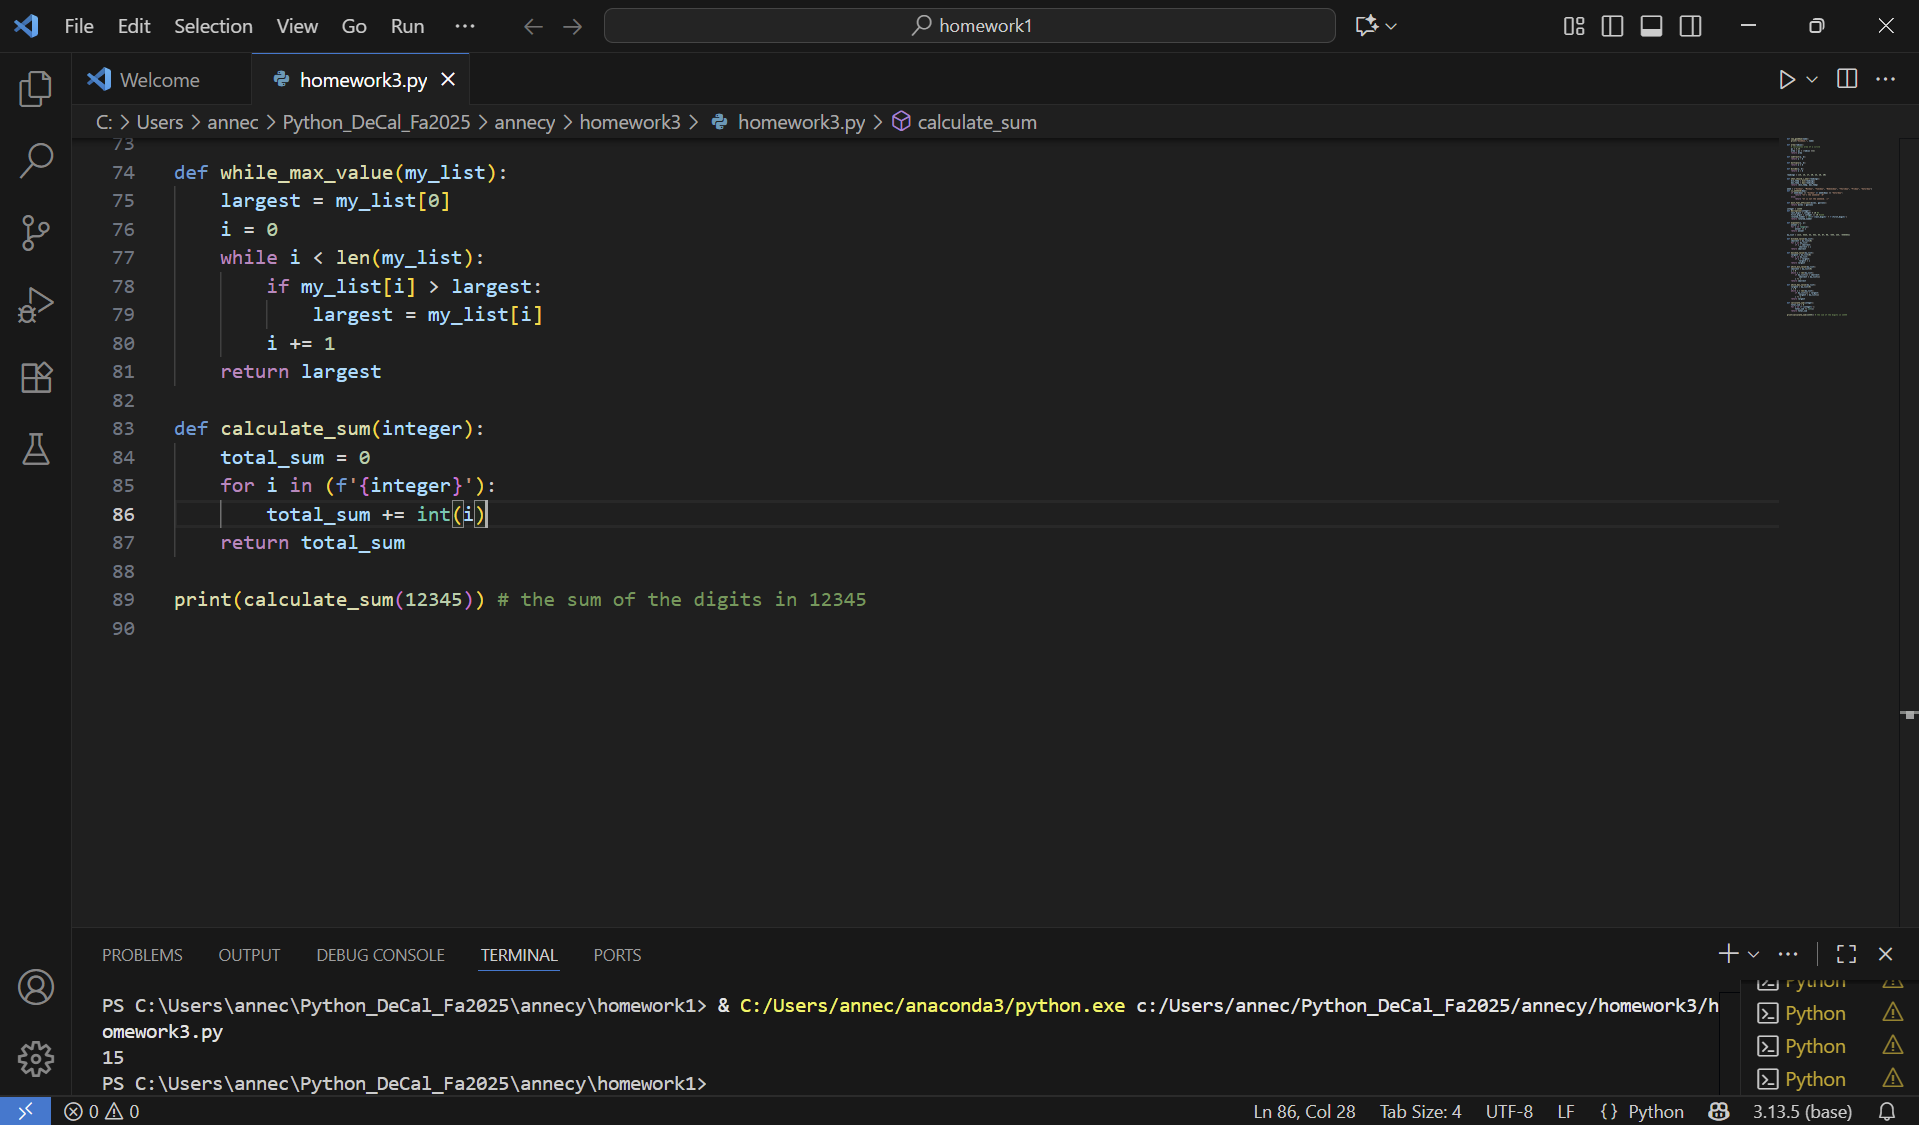 File Edit Selection View Go Run ··· homework1
Welcome homework3.py
C: > Users > annec > Python_DeCal_Fa2025 > annecy > homework3 > homework3.py > calculate_sum
73
74 def while_max_value(my_list):
75     largest = my_list[0]
76     i = 0
77     while i < len(my_list):
78         if my_list[i] > largest:
79             largest = my_list[i]
80         i += 1
81     return largest
82
83 def calculate_sum(integer):
84     total_sum = 0
85     for i in (f'{integer}'):
86         total_sum += int(i)
87     return total_sum
88
89 print(calculate_sum(12345)) # the sum of the digits in 12345
90
PROBLEMS OUTPUT DEBUG CONSOLE TERMINAL PORTS
PS C:\Users\annec\Python_DeCal_Fa2025\annecy\homework1> & C:/Users/annec/anaconda3/python.exe c:/Users/annec/Python_DeCal_Fa2025/annecy/homework3/h
omework3.py
15
PS C:\Users\annec\Python_DeCal_Fa2025\annecy\homework1>
Python
Python
Python
Python
0 0 Ln 86, Col 28 Tab Size: 4 UTF-8 LF {} Python 3.13.5 (base)